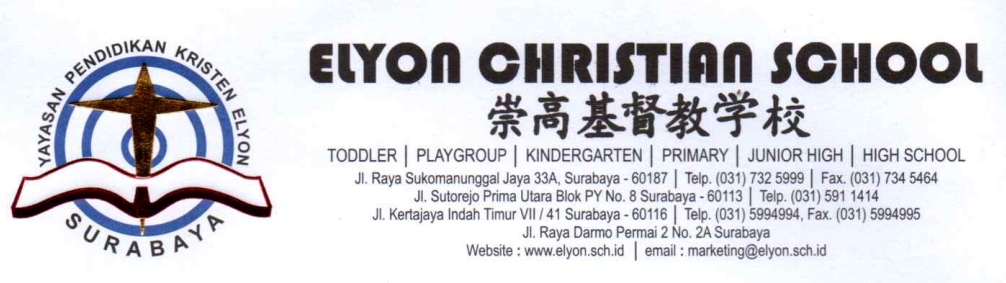 YAYASAN PENDIDIKAN KRISTEN ELYON
SURABAYA
ELYON CHRISTIAN SCHOOL
崇高基督教学校
TODDLER | PLAYGROUP | KINDERGARTEN | PRIMARY | JUNIOR HIGH | HIGH SCHOOL
Jl. Raya Sukomanunggal Jaya 33A, Surabaya - 60187 | Telp. (031) 732 5999 | Fax. (031) 734 5464
Jl. Sutorejo Prima Utara Blok PY No. 8 Surabaya - 60113 | Telp. (031) 591 1414
Jl. Kertajaya Indah Timur VII / 41 Surabaya - 60116 | Telp. (031) 5994994, Fax. (031) 5994995
Jl. Raya Darmo Permai 2 No. 2A Surabaya
Website : www.elyon.sch.id | email : marketing@elyon.sch.id